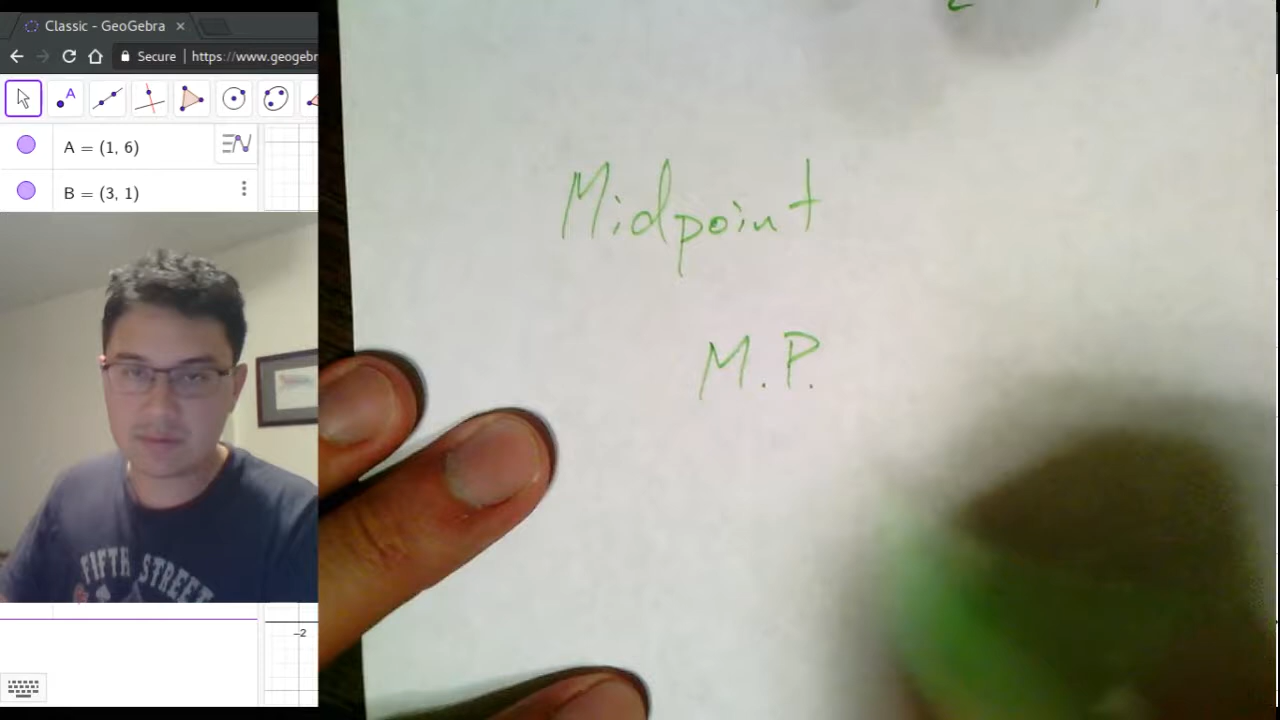 Classic - GeoGebra
Secure
https://www.geogebr
A
A = (1, 6)
B = (3, 1)
FIFTH STREET
−2
Midpoint
M.P.